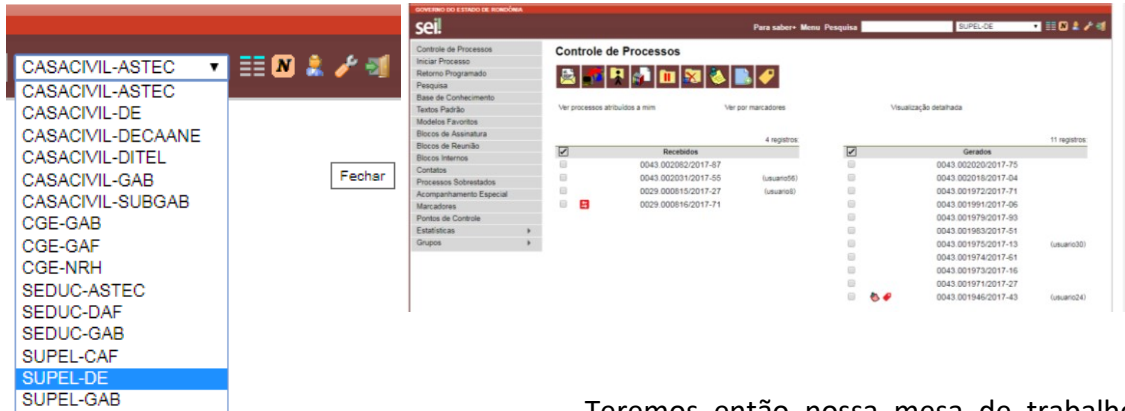 CASACIVIL-ASTEC
CASACIVIL-ASTEC
CASACIVIL-DE
CASACIVIL-DECAANE
CASACIVIL-DITEL
CASACIVIL-GAB
CASACIVIL-SUBGAB
CGE-GAB
CGE-GAF
CGE-NRH
SEDUC-ASTEC
SEDUC-DAF
SEDUC-GAB
SUPEL-CAF
SUPEL-DE
SUPEL-GAB
Fechar
GOVERNO DO ESTADO DE RONDÔNIA
sei!
Para saber+ Menu Pesquisa SUPEL-DE
Controle de Processos
Iniciar Processo
Retorno Programado
Pesquisa
Base de Conhecimento
Textos Padrão
Modelos Favoritos
Blocos de Assinatura
Blocos de Reunião
Blocos Internos
Contatos
Processos Sobrestados
Acompanhamento Especial
Marcadores
Pontos de Controle
Estatísticas
Grupos
Controle de Processos
Ver processos atribuídos a mim Ver por marcadores Visualização detalhada
4 registros:
Recebidos
0043.002082/2017-87
0043.002031/2017-55 (usuario56)
0029.000815/2017-27 (usuario8)
0029.000816/2017-71
11 registros:
Gerados
0043.002020/2017-75
0043.002018/2017-04
0043.001972/2017-71
0043.001991/2017-06
0043.001979/2017-93
0043.001983/2017-51
0043.001975/2017-13 (usuario30)
0043.001974/2017-61
0043.001973/2017-16
0043.001971/2017-27
0043.001946/2017-43 (usuario24)
Teremos então nossa mesa de trabalho